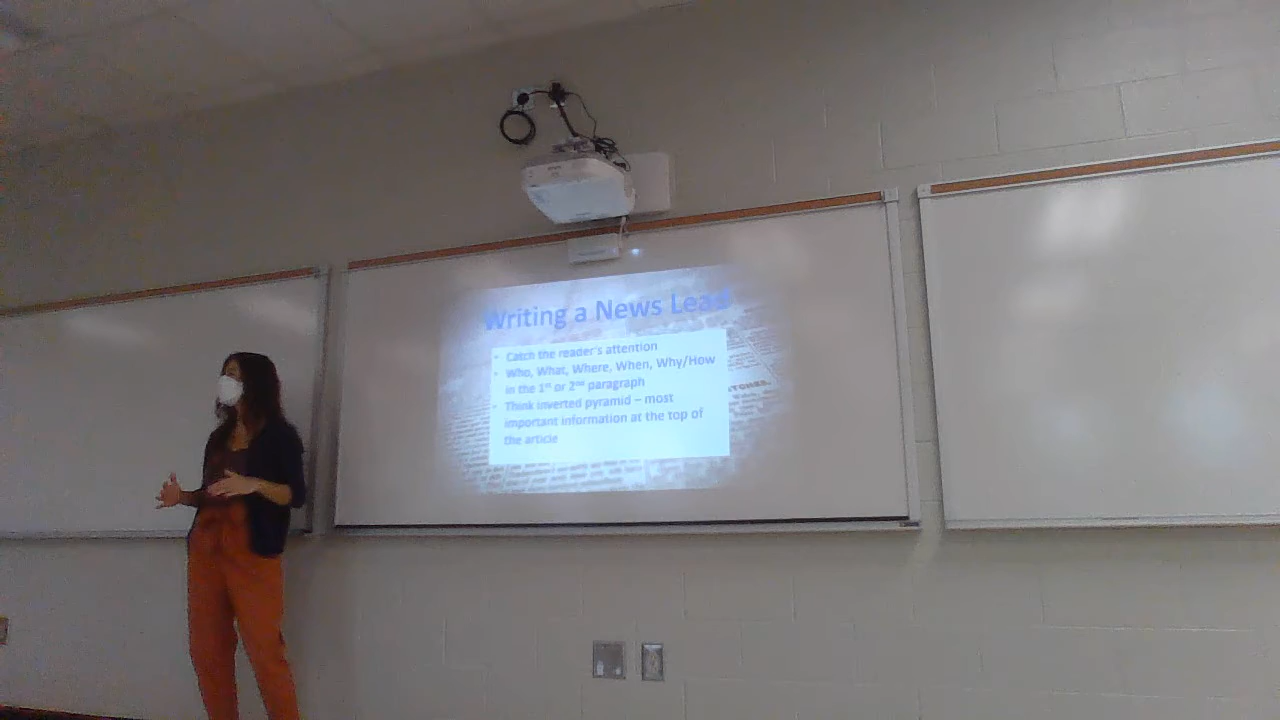 Writing a News Lead
• Catch the reader's attention
• Who, What, Where, When, Why/How
in the 1st or 2nd paragraph
• Think inverted pyramid – most
important information at the top of
the article